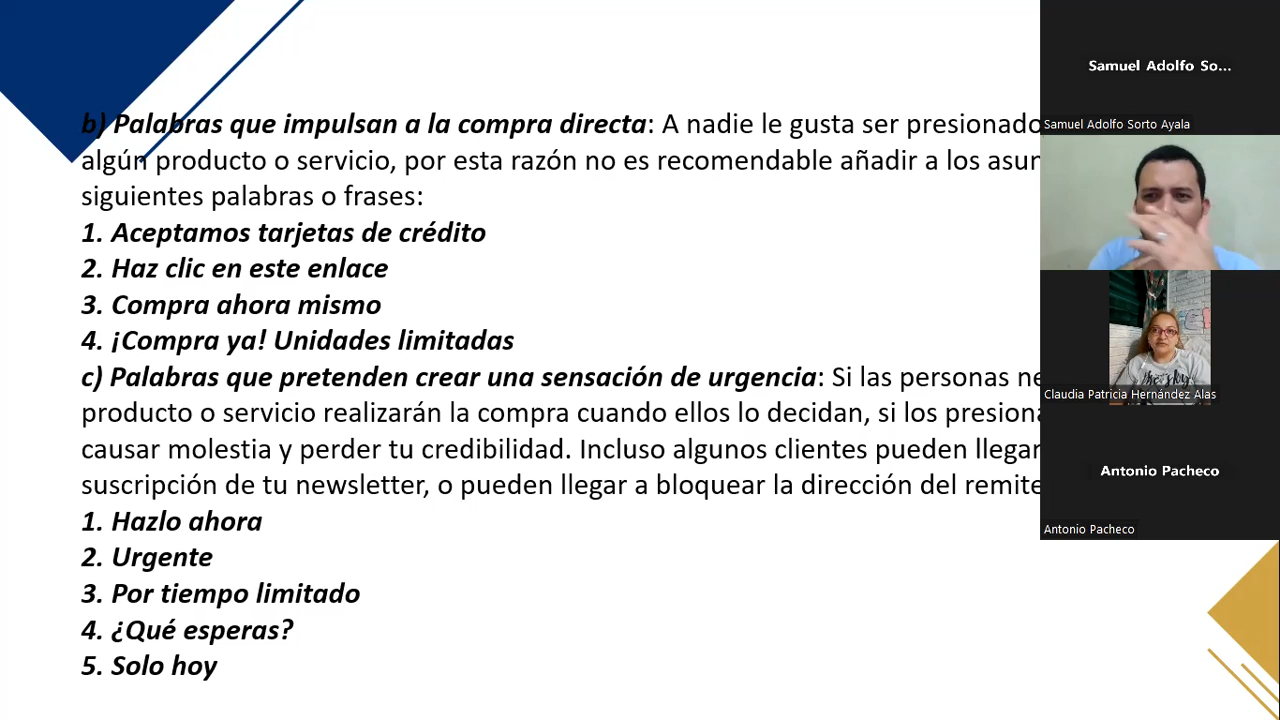 b) Palabras que impulsan a la compra directa: A nadie le gusta ser presionado
algún producto o servicio, por esta razón no es recomendable añadir a los asun
siguientes palabras o frases:
1. Aceptamos tarjetas de crédito
2. Haz clic en este enlace
3. Compra ahora mismo
4. ¡Compra ya! Unidades limitadas
c) Palabras que pretenden crear una sensación de urgencia: Si las personas ne
producto o servicio realizarán la compra cuando ellos lo decidan, si los presiona
causar molestia y perder tu credibilidad. Incluso algunos clientes pueden llegar
suscripción de tu newsletter, o pueden llegar a bloquear la dirección del remite
1. Hazlo ahora
2. Urgente
3. Por tiempo limitado
4. ¿Qué esperas?
5. Solo hoy
Samuel Adolfo So...
Samuel Adolfo Sorto Ayala
Claudia Patricia Hernández Alas
Antonio Pacheco
Antonio Pacheco